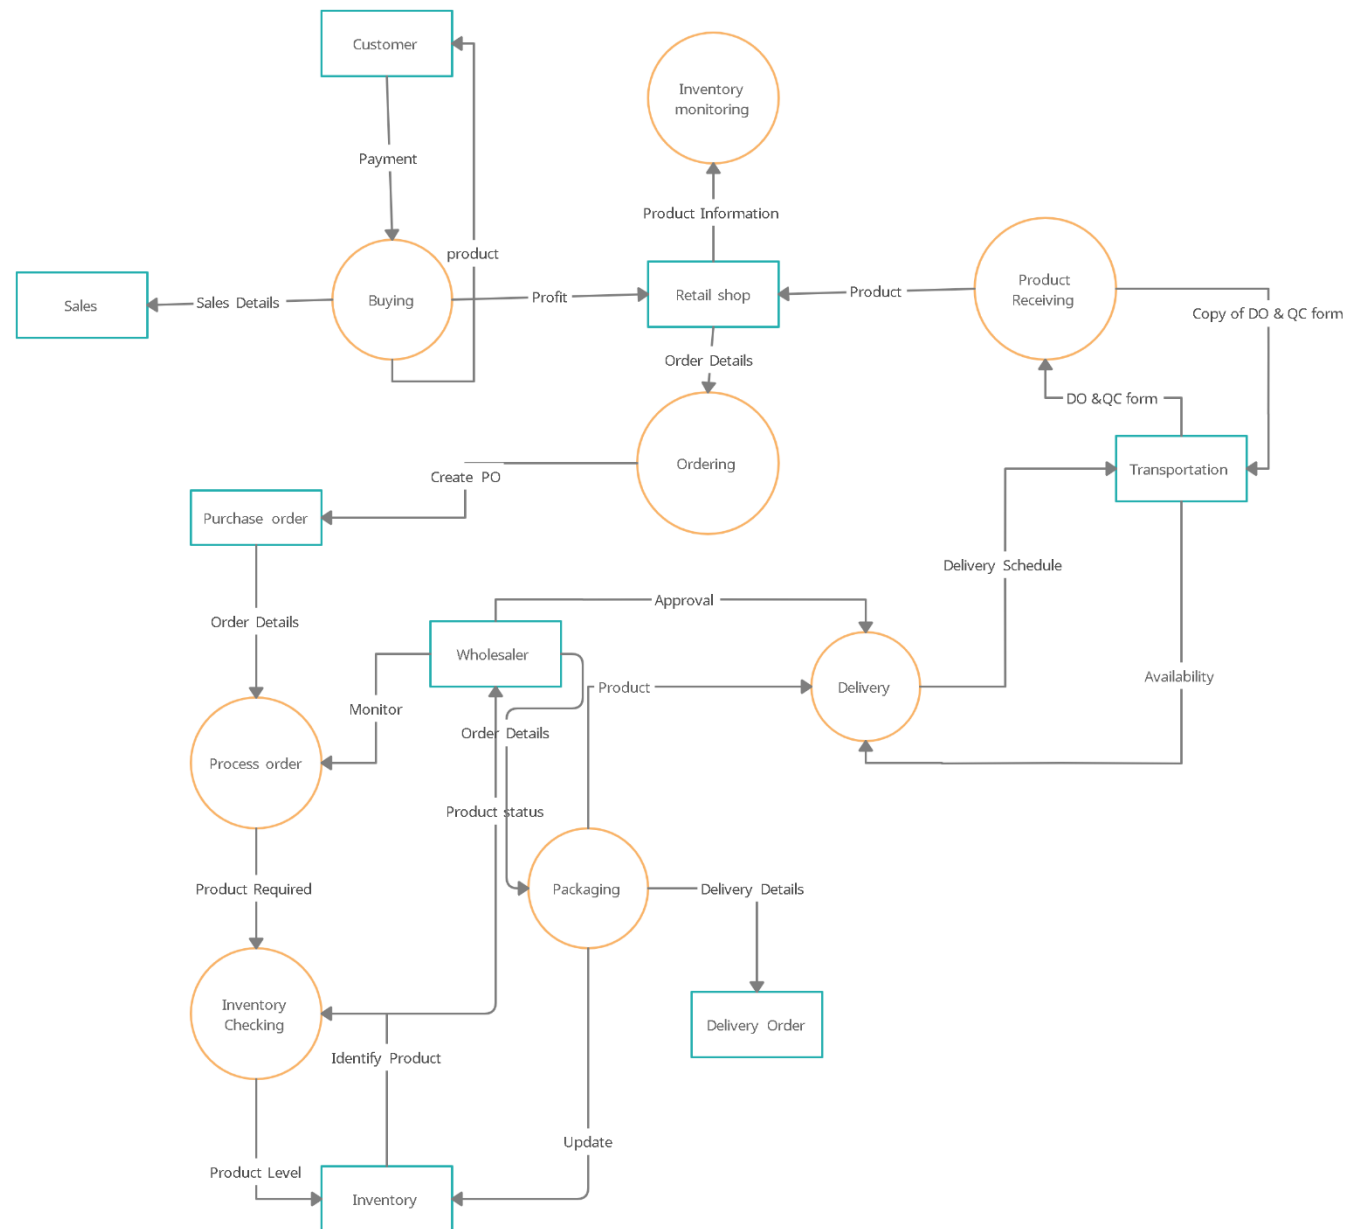 Customer
Inventory
monitoring
Payment
Product Information
product
Product
Receiving
Sales
Sales Details
Buying
Profit
Retail shop
Product
Copy of DO & QC form
Order Details
DO &QC form
Ordering
Transportation
Create PO
Purchase order
Delivery Schedule
Approval
Order Details
Wholesaler
Product
Delivery
Availability
Monitor
Order Details
Process order
Product status
Product Required
Packaging
Delivery Details
Inventory
Checking
Delivery Order
Identify Product
Update
Product Level
Inventory